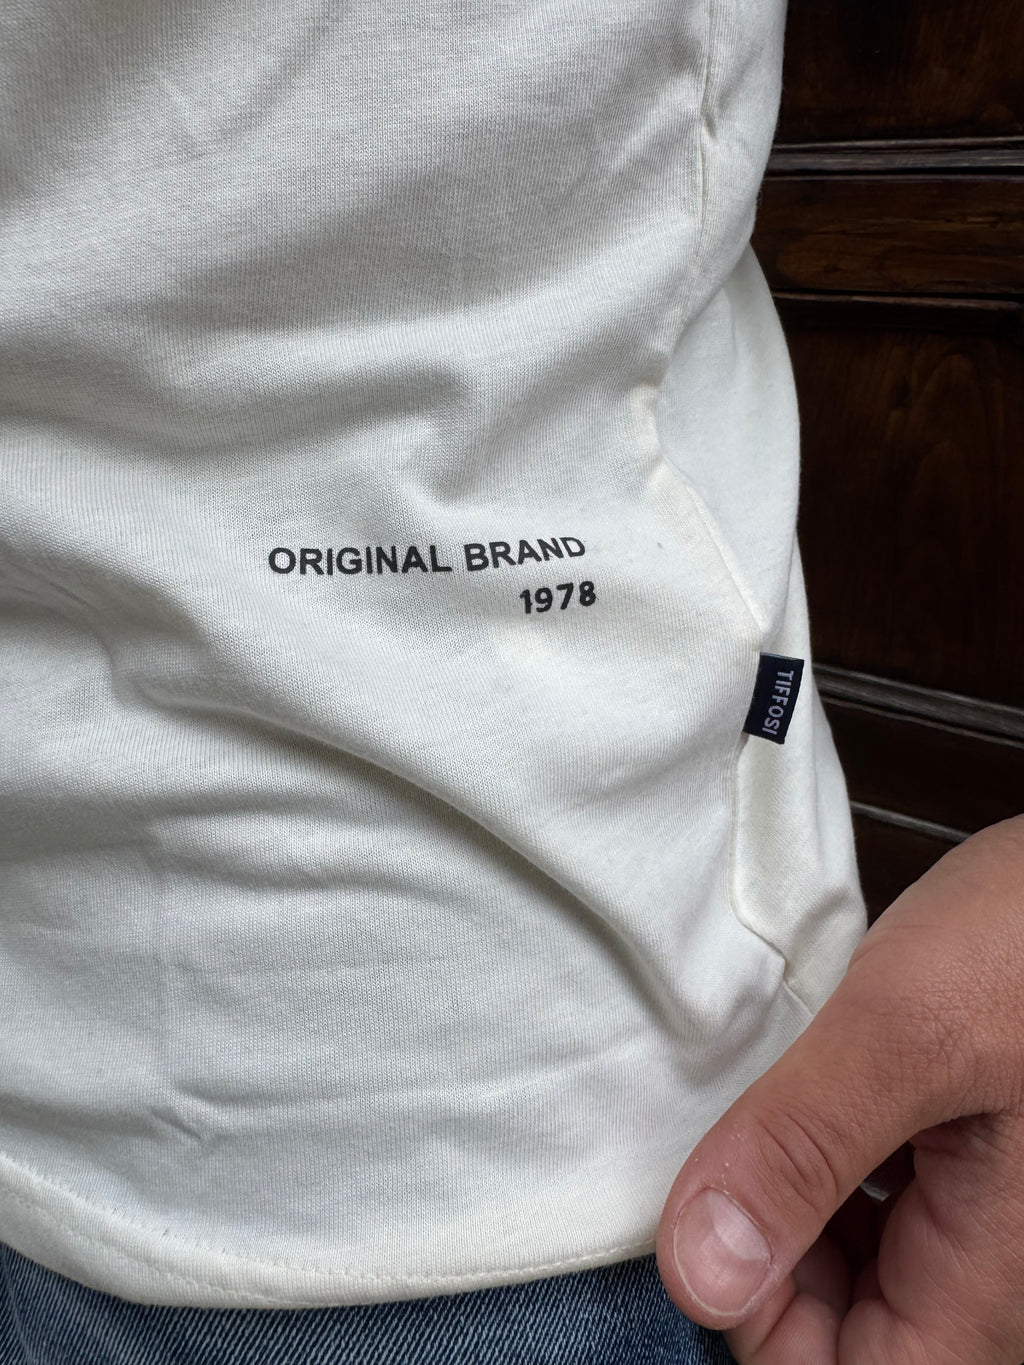 ORIGINAL BRAND
1978
TIFFOSI